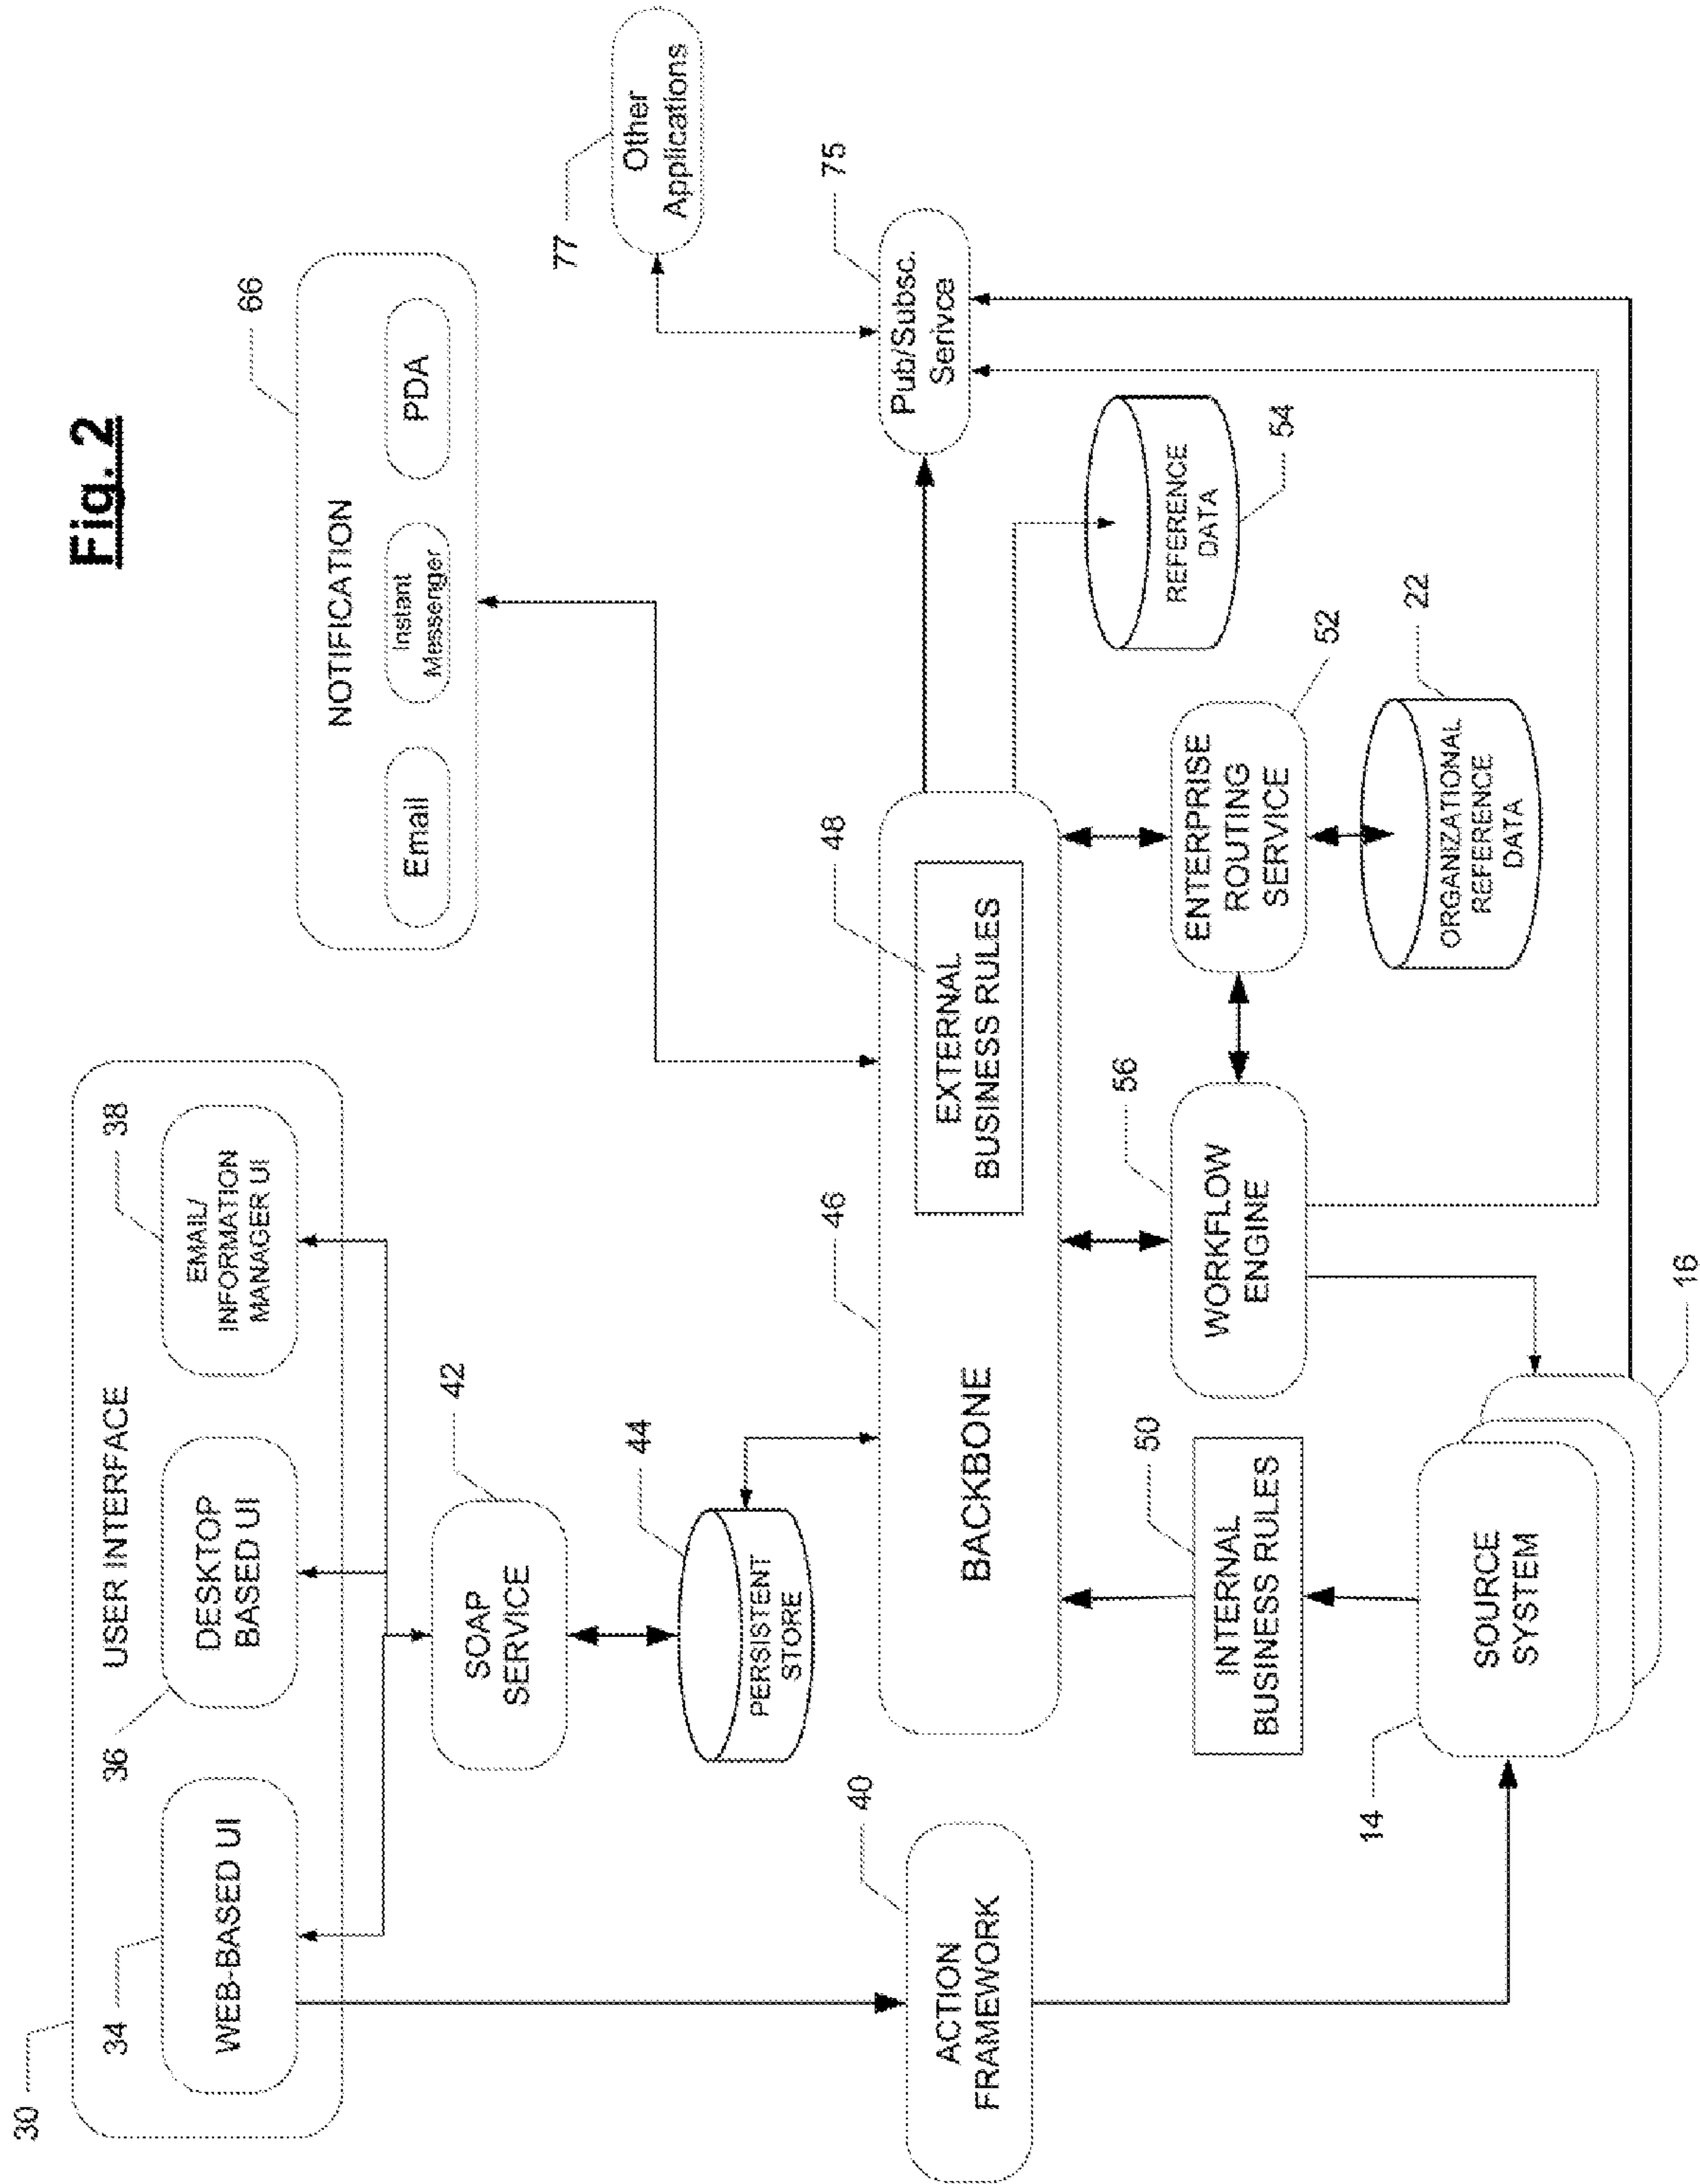 Fig. 2
30
USER INTERFACE
34
WEB-BASED UI
36
DESKTOP
BASED UI
38
EMAIL/
INFORMATION
MANAGER UI
66
NOTIFICATION
Email
Instant
Messenger
PDA
42
SOAP
SERVICE
44
PERSISTENT
STORE
77
Other
Applications
40
ACTION
FRAMEWORK
46
BACKBONE
48
EXTERNAL
BUSINESS RULES
75
Pub/Subsc.
Serivce
50
INTERNAL
BUSINESS RULES
56
WORKFLOW
ENGINE
52
ENTERPRISE
ROUTING
SERVICE
REFERENCE
DATA
54
14
SOURCE
SYSTEM
16
22
ORGANIZATIONAL
REFERENCE
DATA